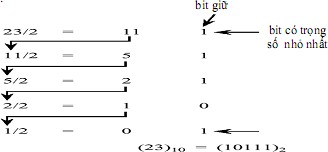 bít giữ
23/2 = 11 1 bít có trọng
số nhỏ nhất
11/2 = 5 1
5/2 = 2 1
2/2 = 1 0
1/2 = 0 1
(23)₁₀ = (10111)₂